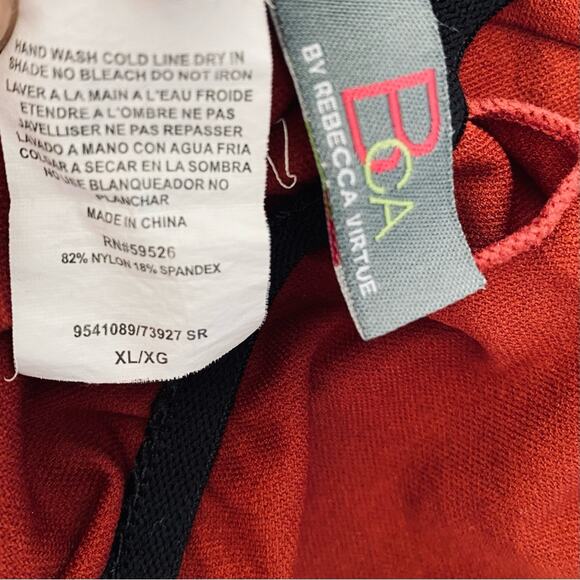 HAND WASH COLD LINE DRY IN
SHADE NO BLEACH DO NOT IRON
LAVER A LA MAIN A L'EAU FROIDE
ETENDRE A L'OMBRE NE PAS
JAVELLISER NE PAS REPASSER
LAVADO A MANO CON AGUA FRIA
COLGAR A SECAR EN LA SOMBRA
NO USE BLANQUEADOR NO
PLANCHAR
MADE IN CHINA
RN#59526
82% NYLON 18% SPANDEX
9541089/73927 SR
XL/XG
BCA
BY REBECCA VIRTUE